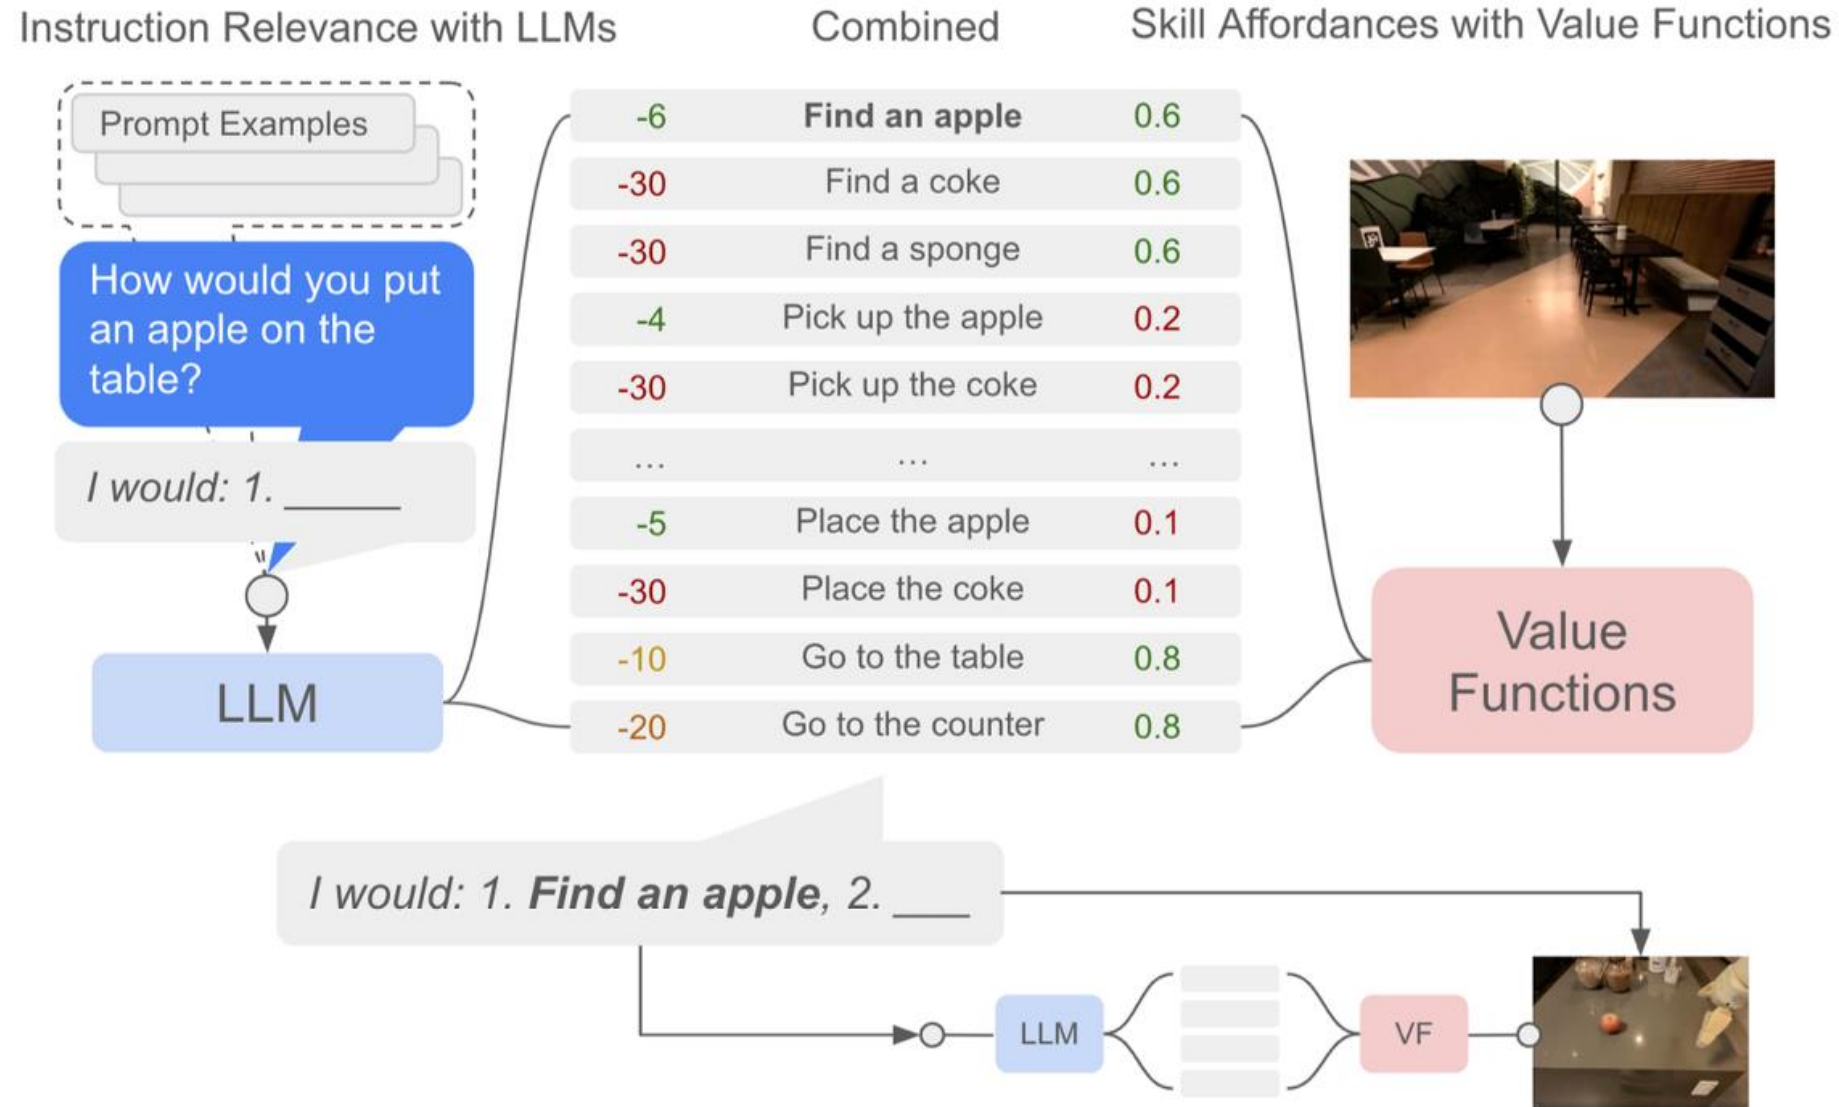 Instruction Relevance with LLMs
Combined
Skill Affordances with Value Functions
Prompt Examples
How would you put
an apple on the
table?
I would: 1. ______
LLM
-6 Find an apple 0.6
-30 Find a coke 0.6
-30 Find a sponge 0.6
-4 Pick up the apple 0.2
-30 Pick up the coke 0.2
... ... ...
-5 Place the apple 0.1
-30 Place the coke 0.1
-10 Go to the table 0.8
-20 Go to the counter 0.8
Value
Functions
I would: 1. Find an apple, 2. ____
LLM
VF